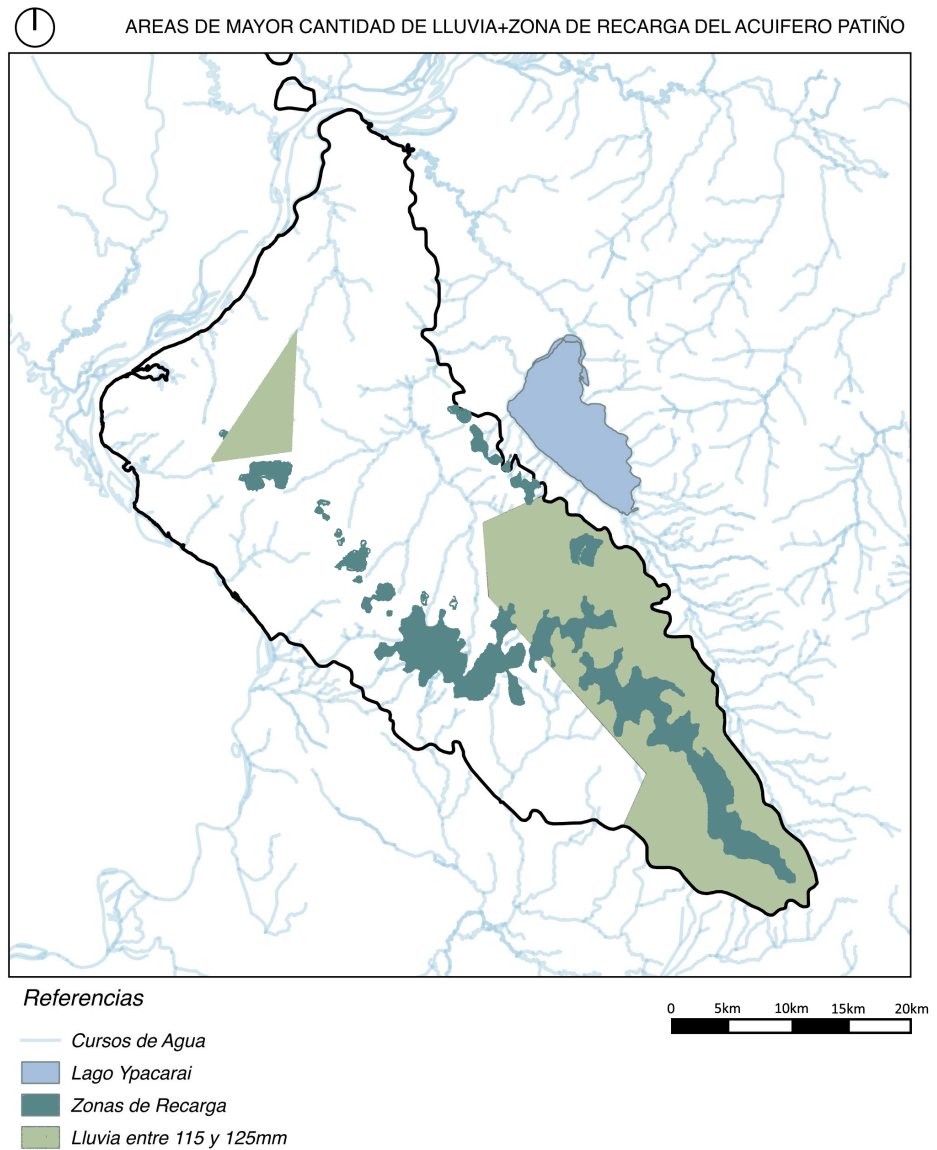 AREAS DE MAYOR CANTIDAD DE LLUVIA+ZONA DE RECARGA DEL ACUIFERO PATIÑO
Referencias
0 5km 10km 15km 20km
Cursos de Agua
Lago Ypacarai
Zonas de Recarga
Lluvia entre 115 y 125mm